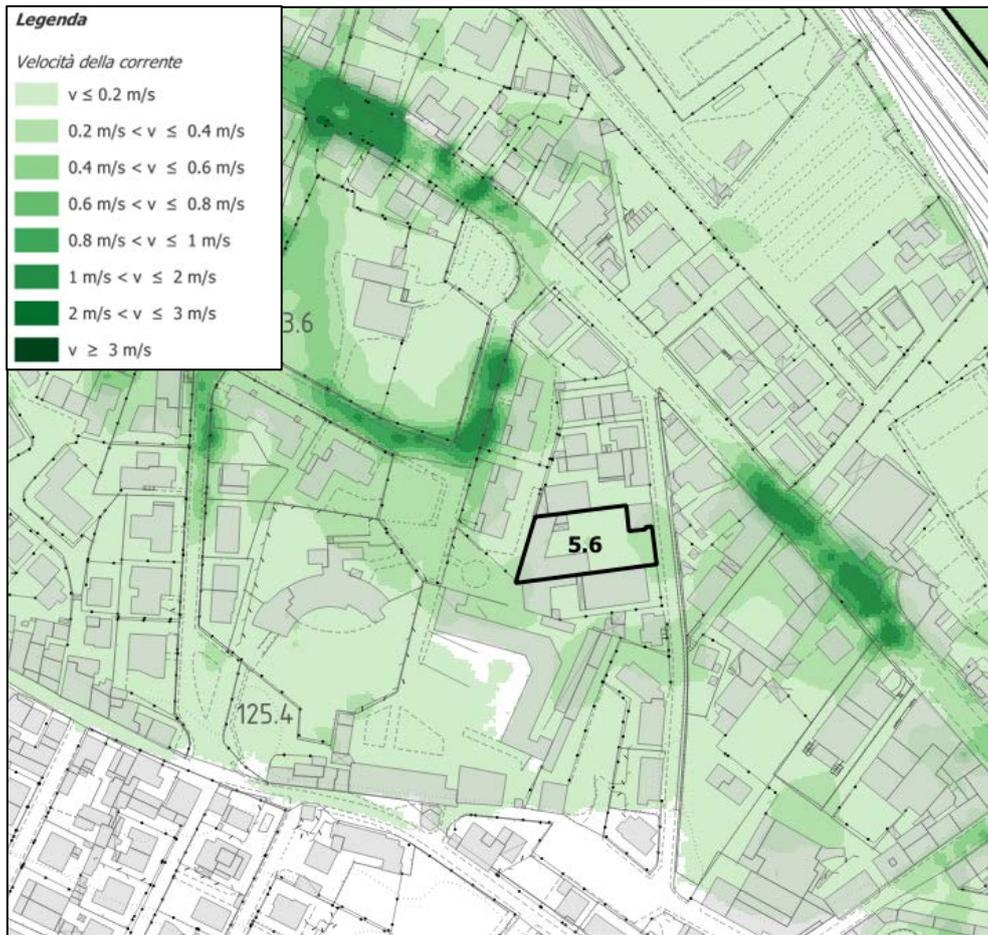 Legenda
Velocità della corrente
v ≤ 0.2 m/s
0.2 m/s < v ≤ 0.4 m/s
0.4 m/s < v ≤ 0.6 m/s
0.6 m/s < v ≤ 0.8 m/s
0.8 m/s < v ≤ 1 m/s
1 m/s < v ≤ 2 m/s
2 m/s < v ≤ 3 m/s
v ≥ 3 m/s
3.6
5.6
125.4